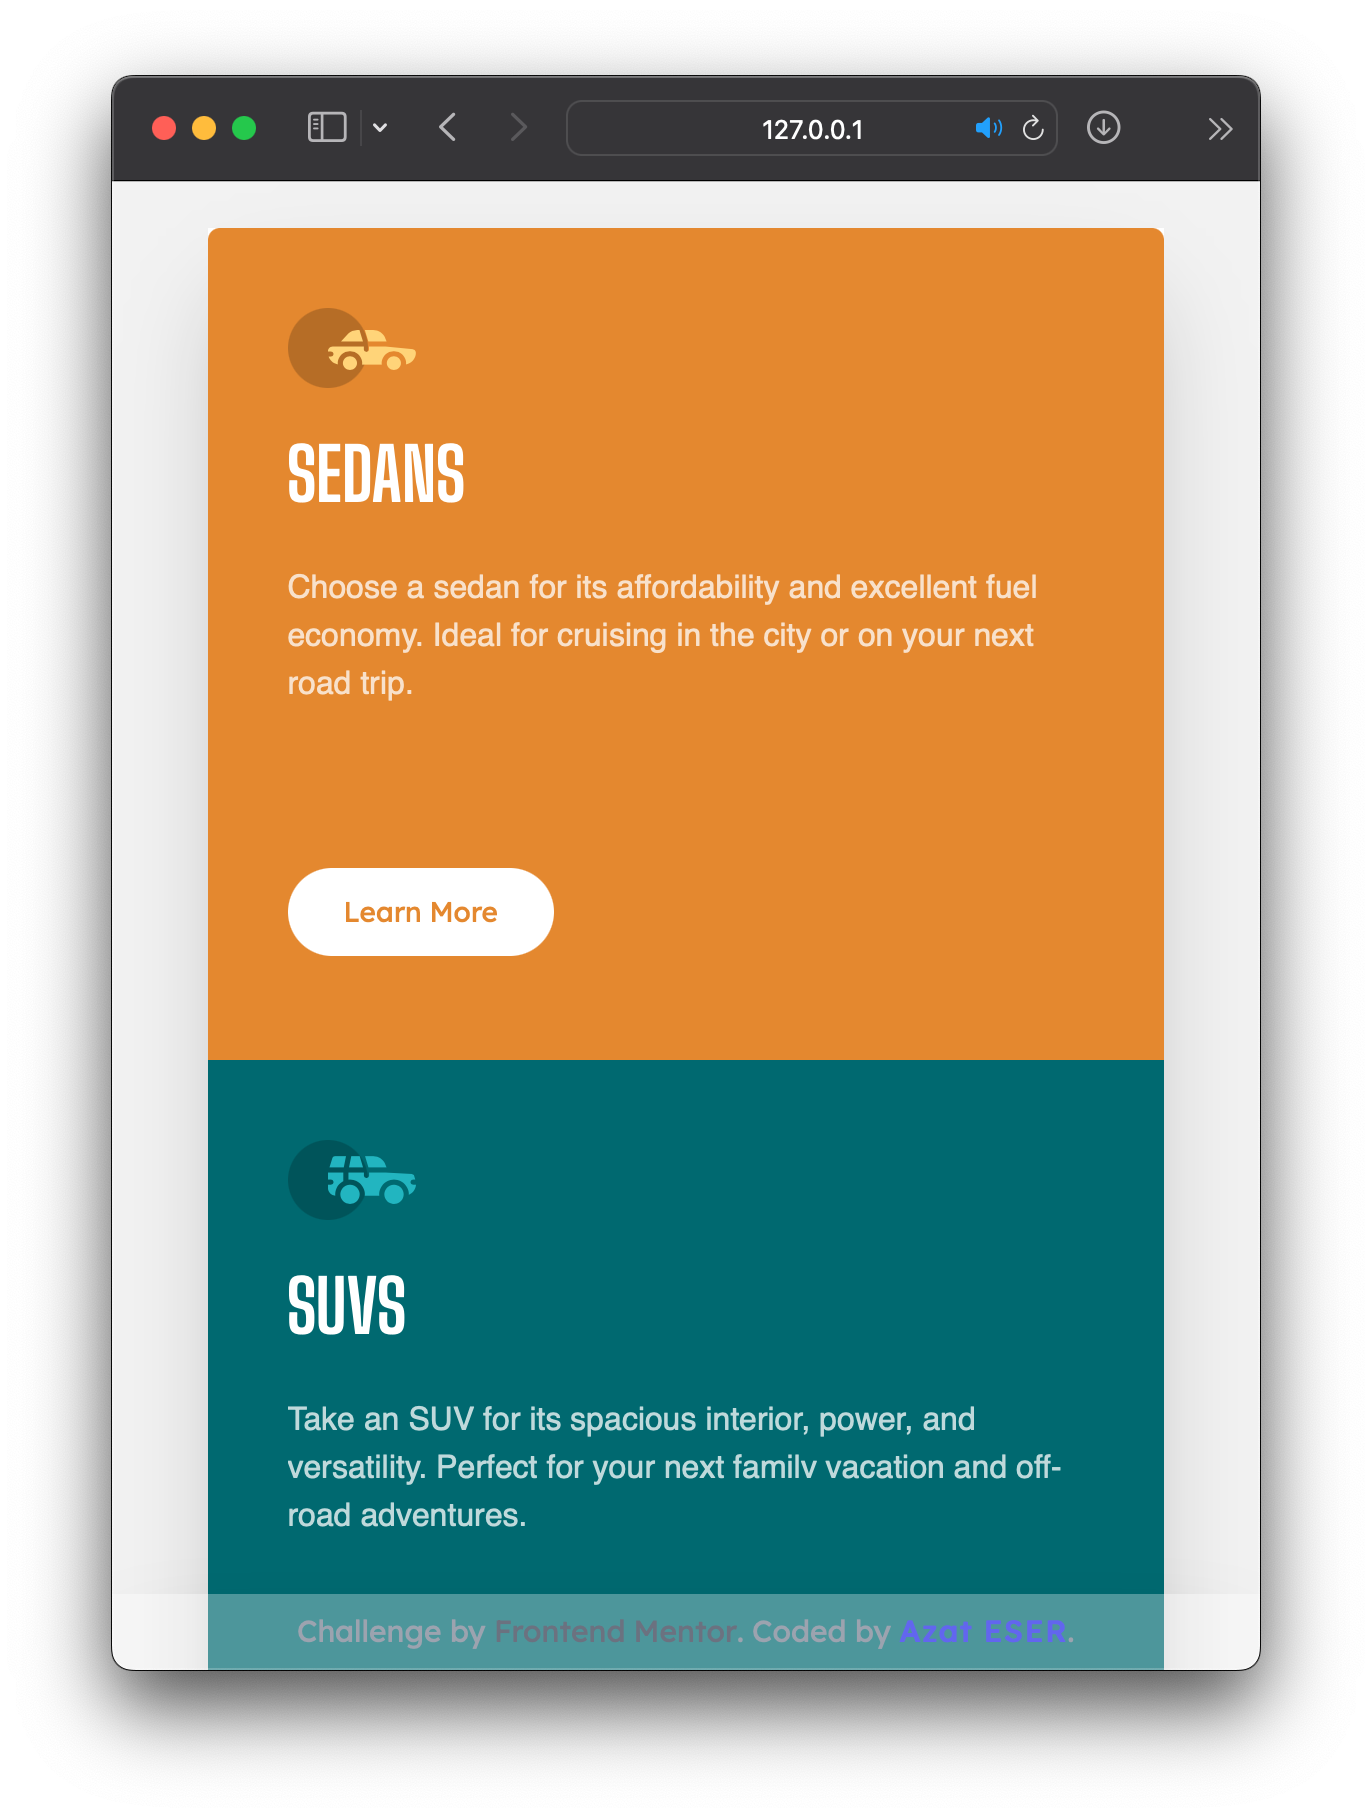 127.0.0.1
SEDANS
Choose a sedan for its affordability and excellent fuel
economy. Ideal for cruising in the city or on your next
road trip.
Learn More
SUVS
Take an SUV for its spacious interior, power, and
versatility. Perfect for your next family vacation and off-
road adventures.
Challenge by Frontend Mentor. Coded by Azat ESER.